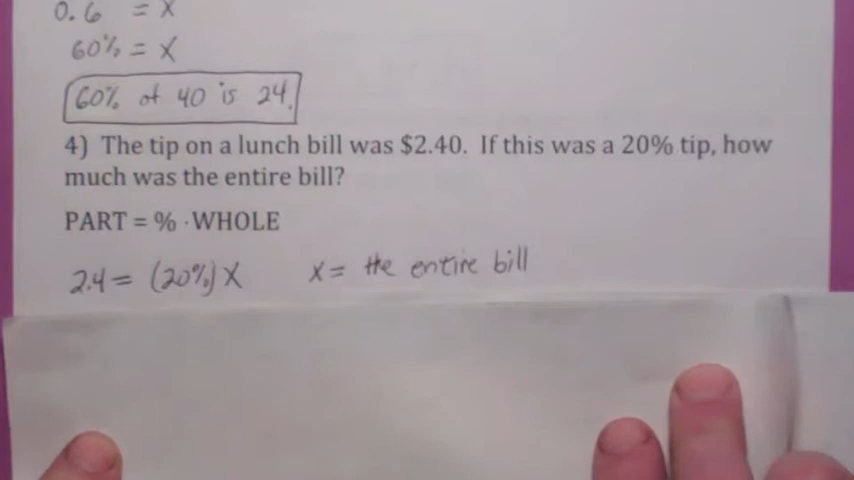 0.6 = X
60% = X
60% of 40 is 24.
4) The tip on a lunch bill was $2.40. If this was a 20% tip, how
much was the entire bill?
PART = % · WHOLE
2.4 = (20%) X x = the entire bill